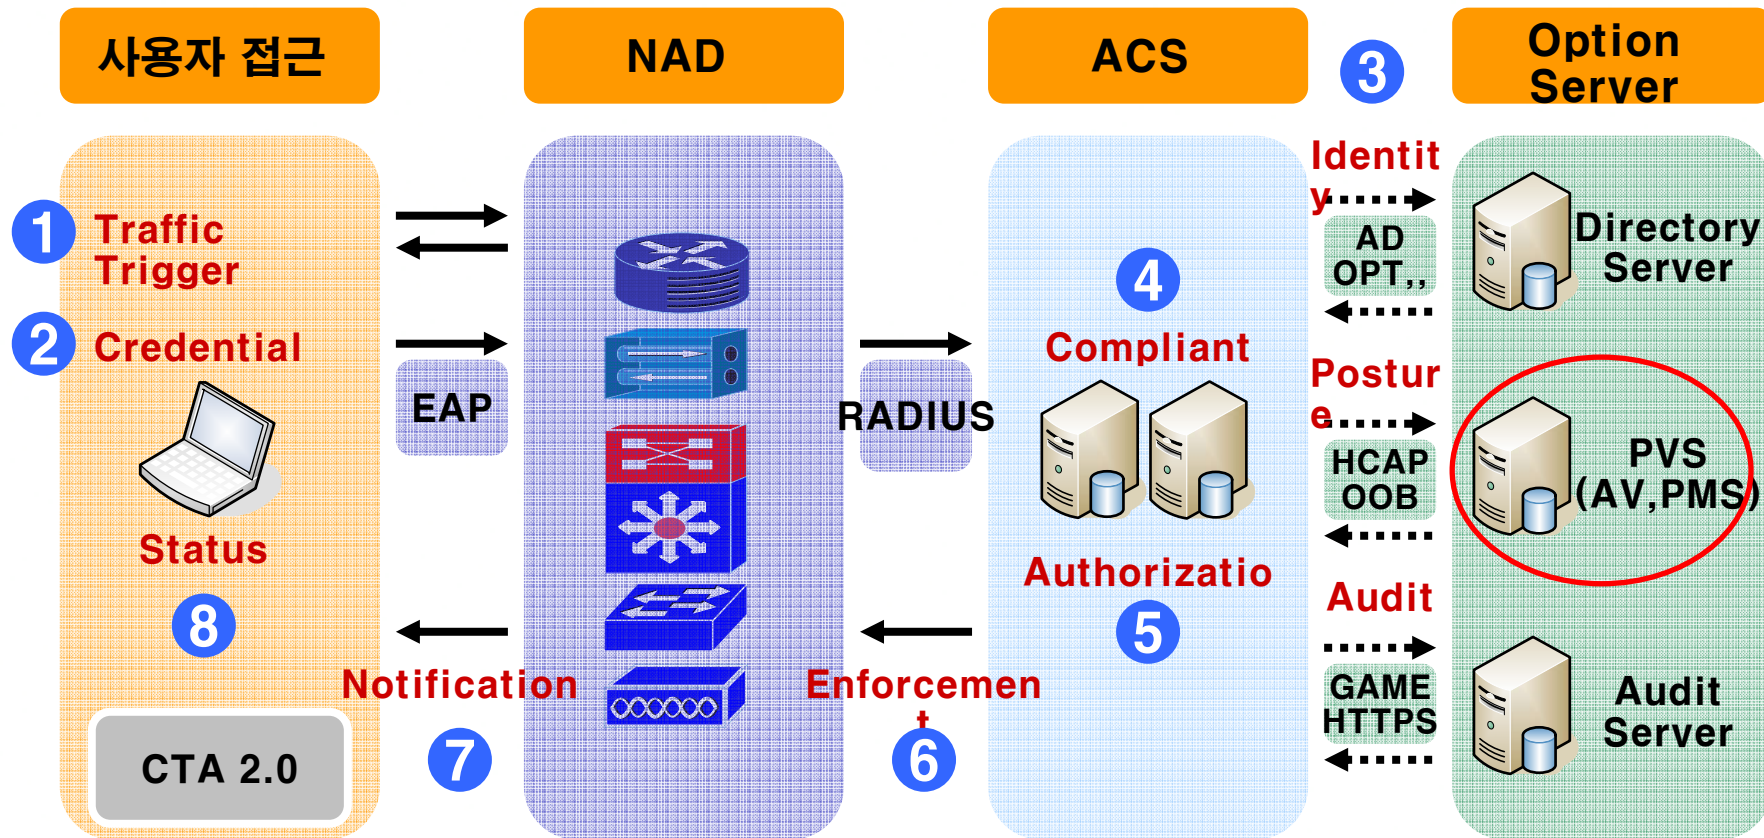 사용자 접근
NAD
ACS
3
Option
Server
1
Traffic
Trigger
2
Credential
Status
8
CTA 2.0
EAP
Notification
7
RADIUS
Enforcemen
t
6
4
Compliant
Authorizatio
5
Identit
y
AD
OPT,,
Postur
e
HCAP
OOB
Audit
GAME
HTTPS
Directory
Server
PVS
(AV,PMS)
Audit
Server